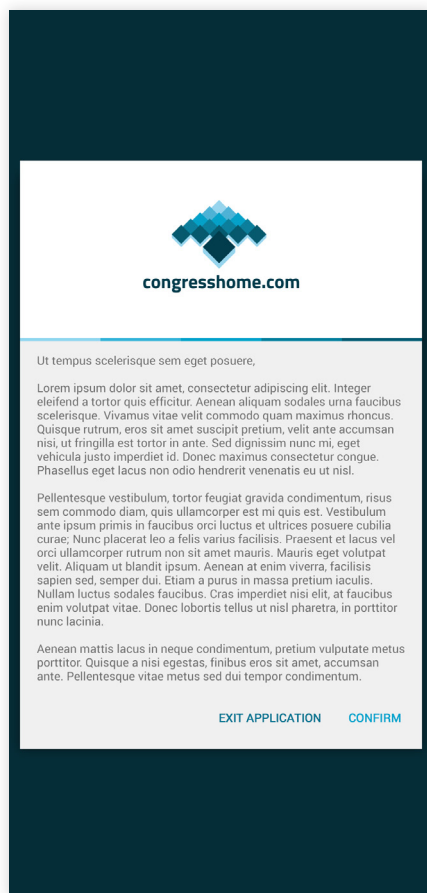 congresshome.com
Ut tempus scelerisque sem eget posuere,
Lorem ipsum dolor sit amet, consectetur adipiscing elit. Integer
eleifend a tortor quis efficitur. Aenean aliquam sodales urna faucibus
scelerisque. Vivamus vitae velit commodo quam maximus rhoncus.
Quisque rutrum, eros sit amet suscipit pretium, velit ante accumsan
nisi, ut fringilla est tortor in ante. Sed dignissim nunc mi, eget
vehicula justo imperdiet id. Donec maximus consectetur congue.
Phasellus eget lacus non odio hendrerit venenatis eu ut nisl.
Pellentesque vestibulum, tortor feugiat gravida condimentum, risus
sem commodo diam, quis ullamcorper est mi quis est. Vestibulum
ante ipsum primis in faucibus orci luctus et ultrices posuere cubilia
curae; Nunc placerat leo a felis varius facilisis. Praesent et lacus vel
orci ullamcorper rutrum non sit amet mauris. Mauris eget volutpat
velit. Aliquam ut blandit ipsum. Aenean at enim viverra, facilisis
sapien sed, semper dui. Etiam a purus in massa pretium iaculis.
Nullam luctus sodales faucibus. Cras imperdiet nisi elit, at faucibus
enim volutpat vitae. Donec lobortis tellus ut nisl pharetra, in porttitor
nunc lacinia.
Aenean mattis lacus in neque condimentum, pretium vulputate metus
porttitor. Quisque a nisi egestas, finibus eros sit amet, accumsan
ante. Pellentesque vitae metus sed dui tempor condimentum.
EXIT APPLICATION CONFIRM